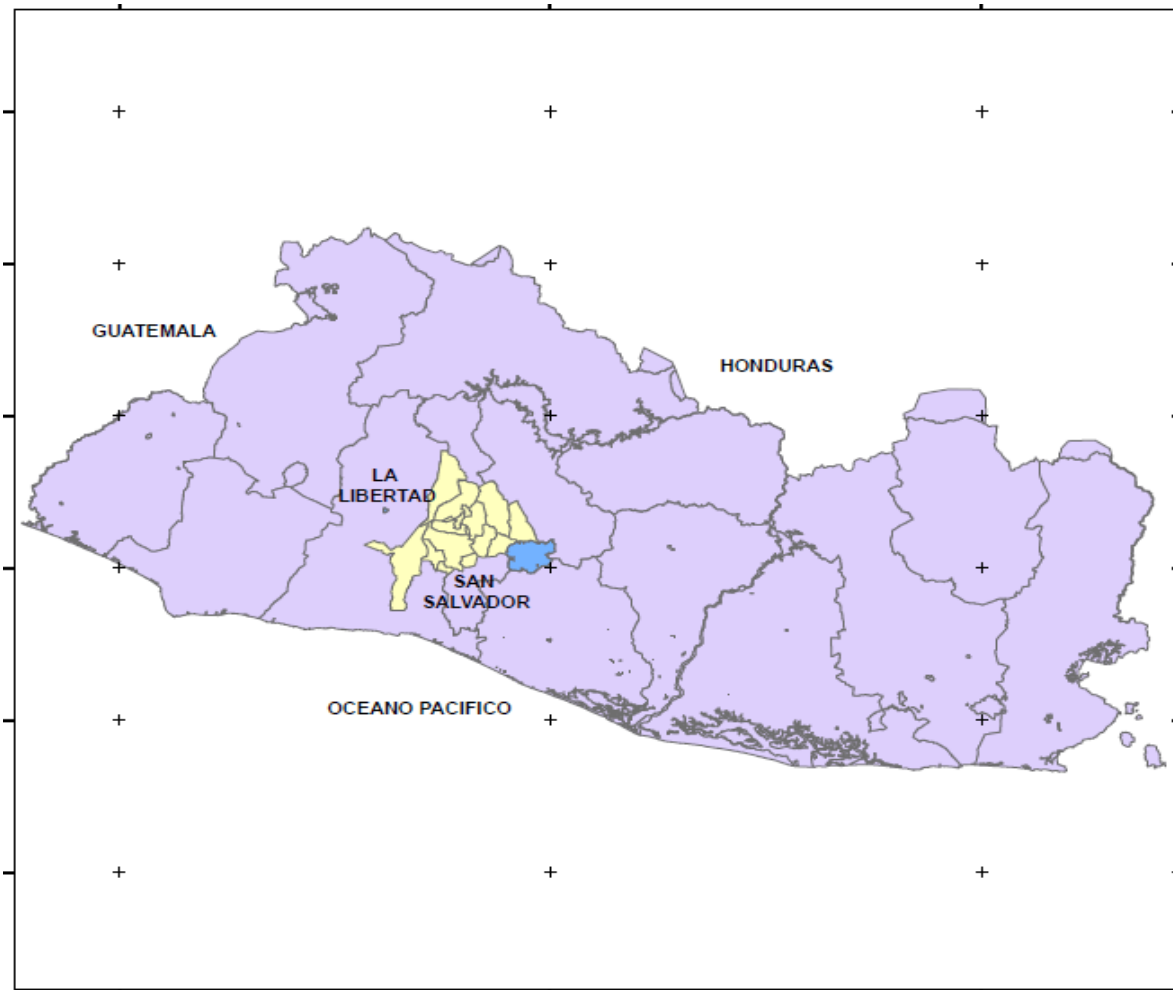 GUATEMALA
HONDURAS
LA
LIBERTAD
SAN
SALVADOR
OCEANO PACIFICO